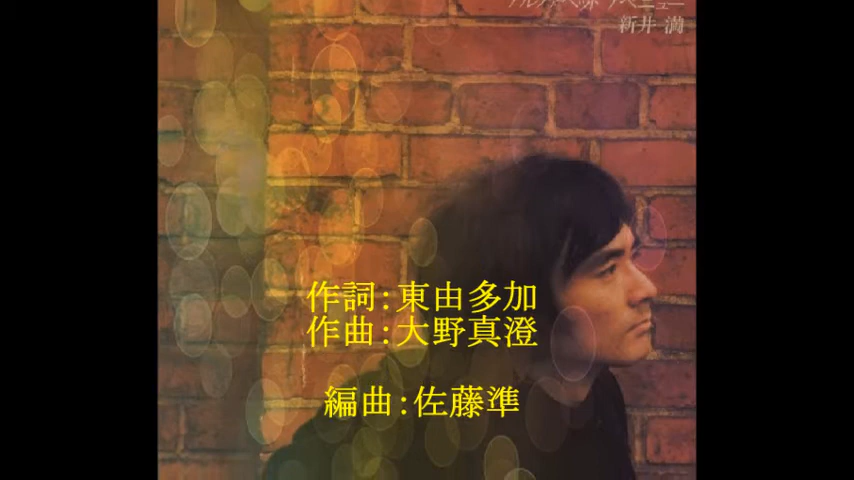 新井 満
作詞：東由多加
作曲：大野真澄
編曲：佐藤準